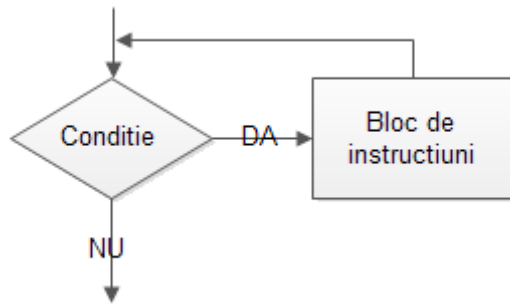 Conditie
DA
Bloc de
instructiuni
NU